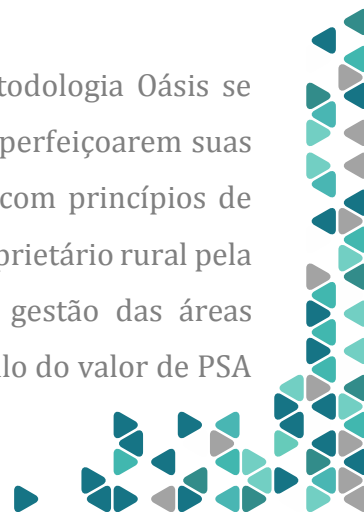 todologia Oásis se
perfeiçoarem suas
com princípios de
prietário rural pela
gestão das áreas
lo do valor de PSA